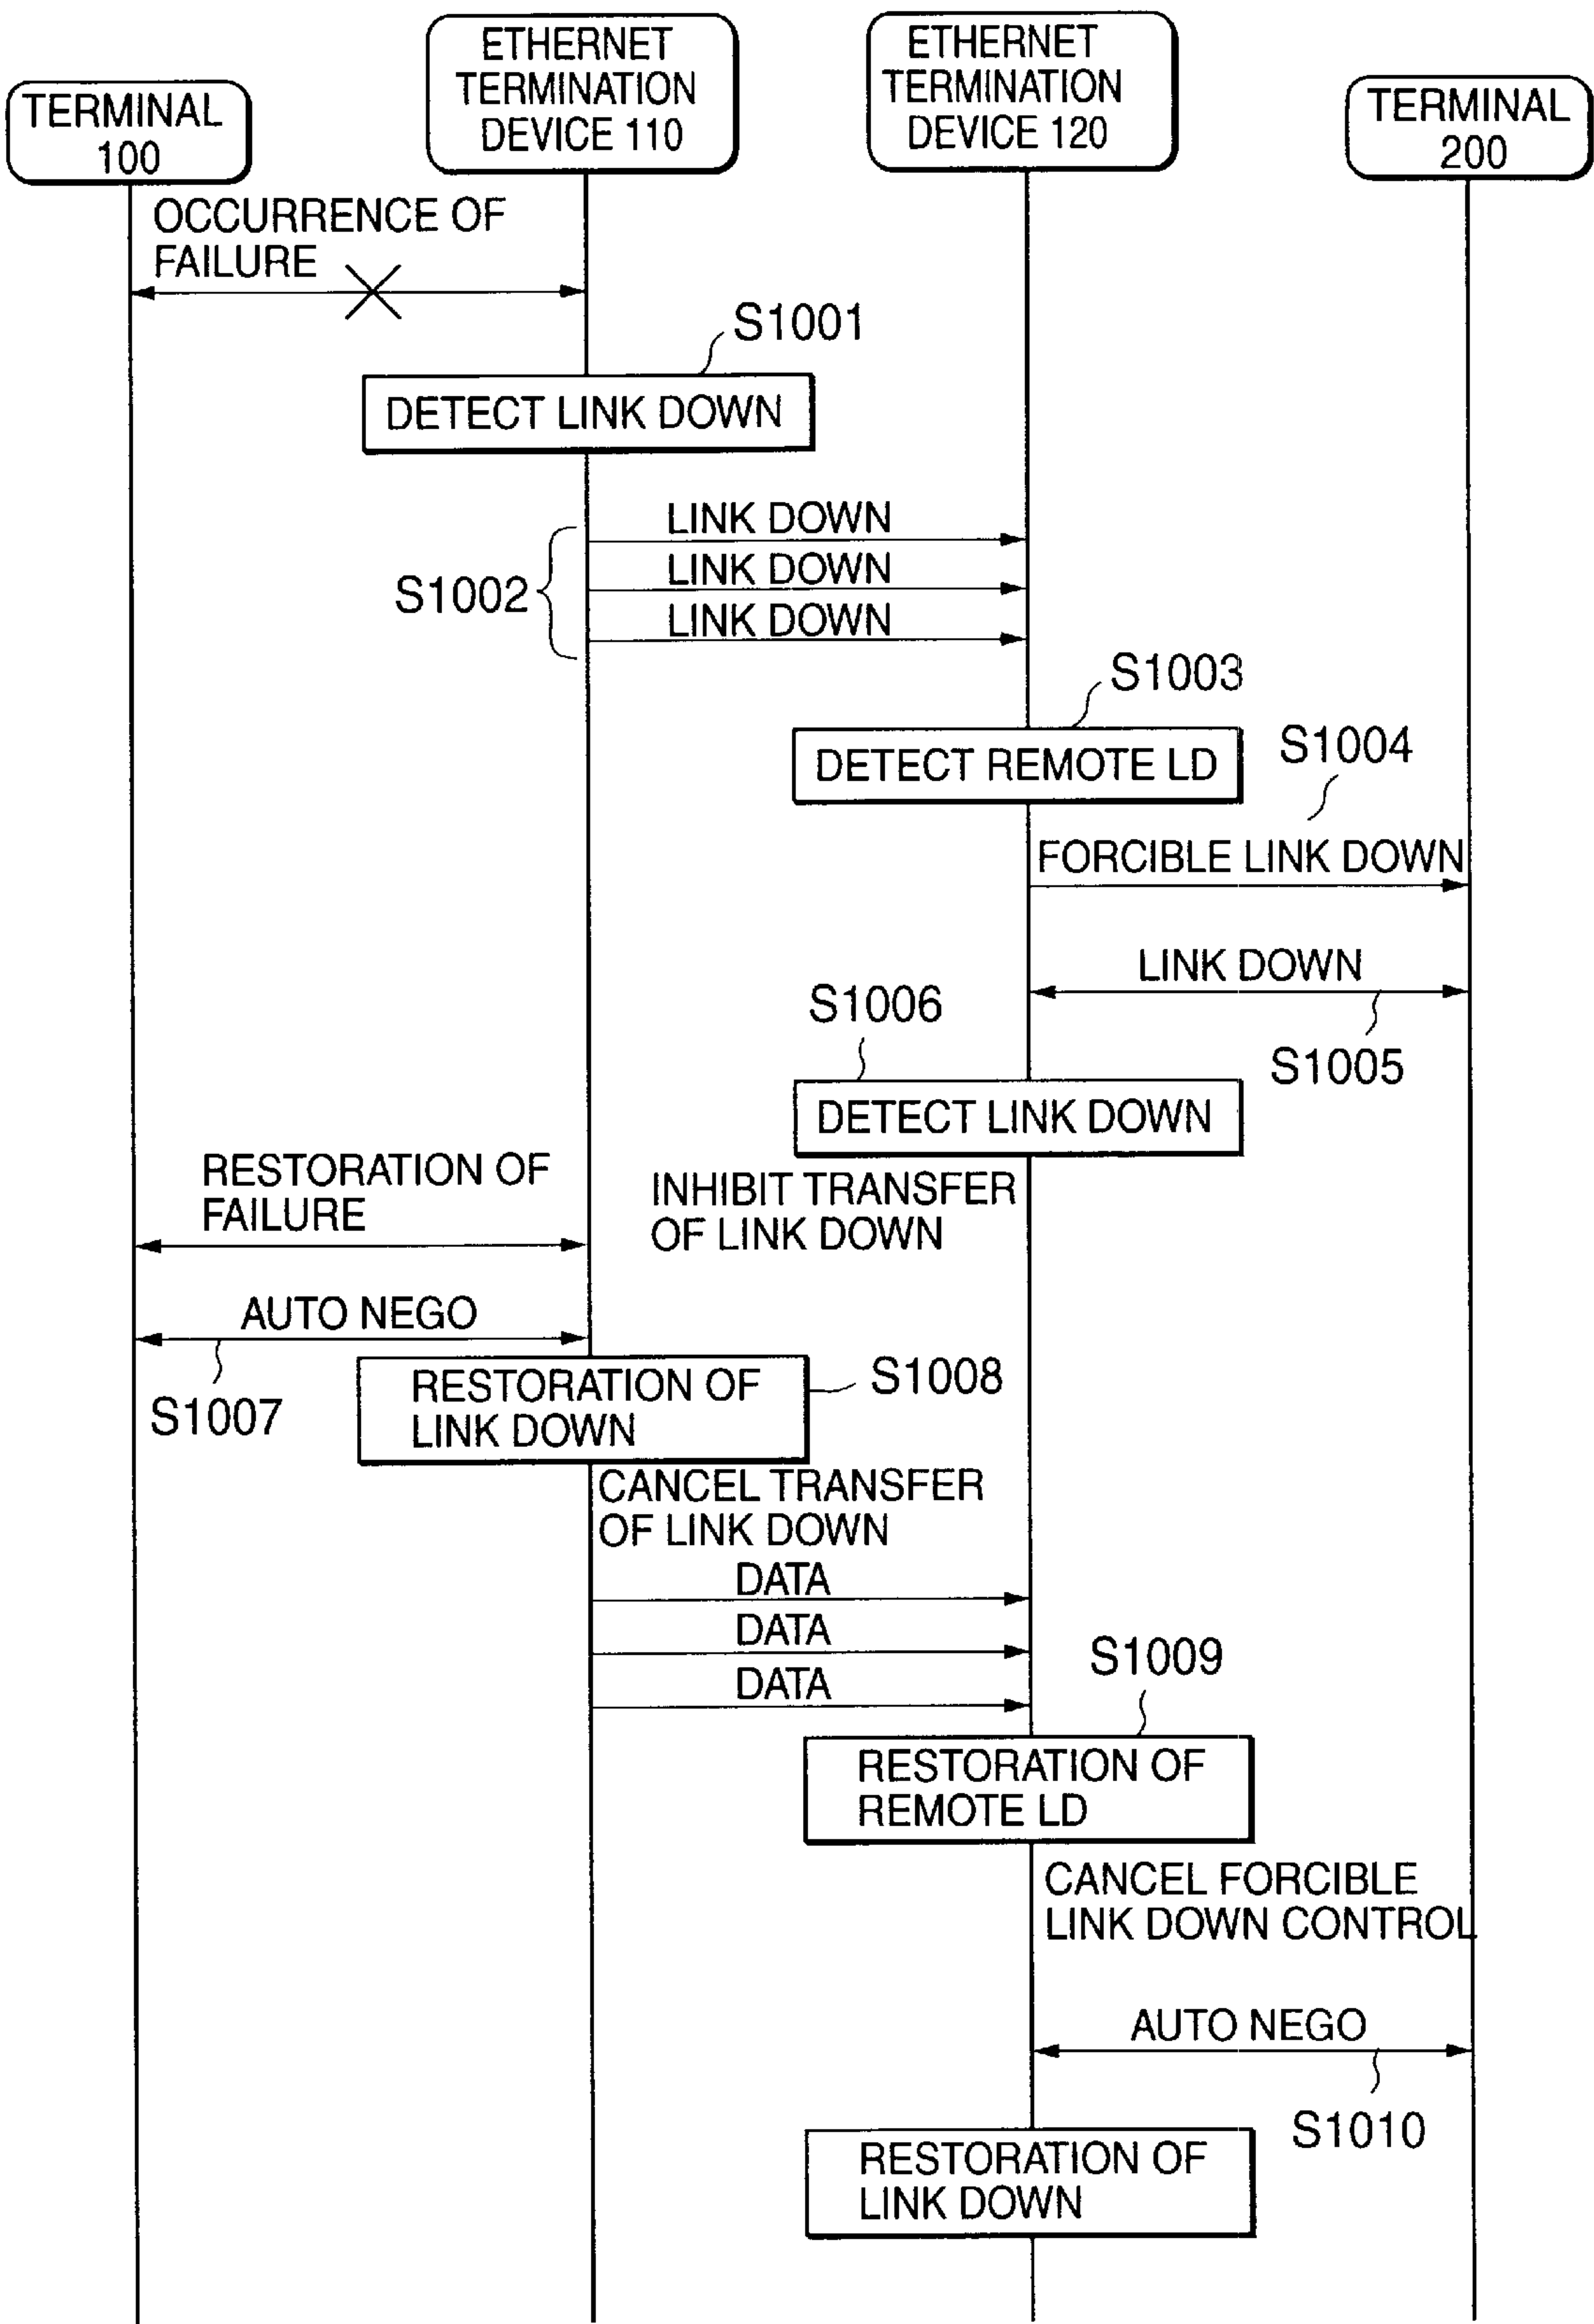 TERMINAL
100
ETHERNET
TERMINATION
DEVICE 110
ETHERNET
TERMINATION
DEVICE 120
TERMINAL
200
OCCURRENCE OF
FAILURE
S1001
DETECT LINK DOWN
LINK DOWN
LINK DOWN
S1002
LINK DOWN
S1003
DETECT REMOTE LD
S1004
FORCIBLE LINK DOWN
LINK DOWN
S1006
S1005
DETECT LINK DOWN
RESTORATION OF
FAILURE
INHIBIT TRANSFER
OF LINK DOWN
AUTO NEGO
S1007
RESTORATION OF
LINK DOWN
S1008
CANCEL TRANSFER
OF LINK DOWN
DATA
DATA
DATA
S1009
RESTORATION OF
REMOTE LD
CANCEL FORCIBLE
LINK DOWN CONTROL
AUTO NEGO
S1010
RESTORATION OF
LINK DOWN